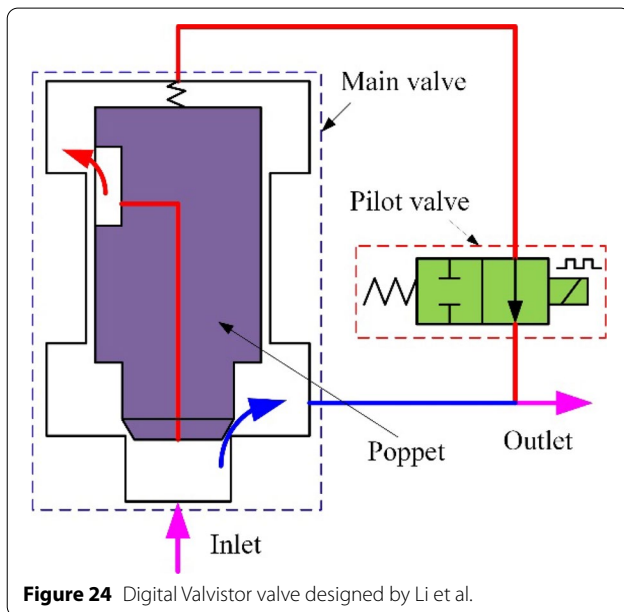 Main valve
Pilot valve
Poppet
Outlet
Inlet
Figure 24 Digital Valvistor valve designed by Li et al.